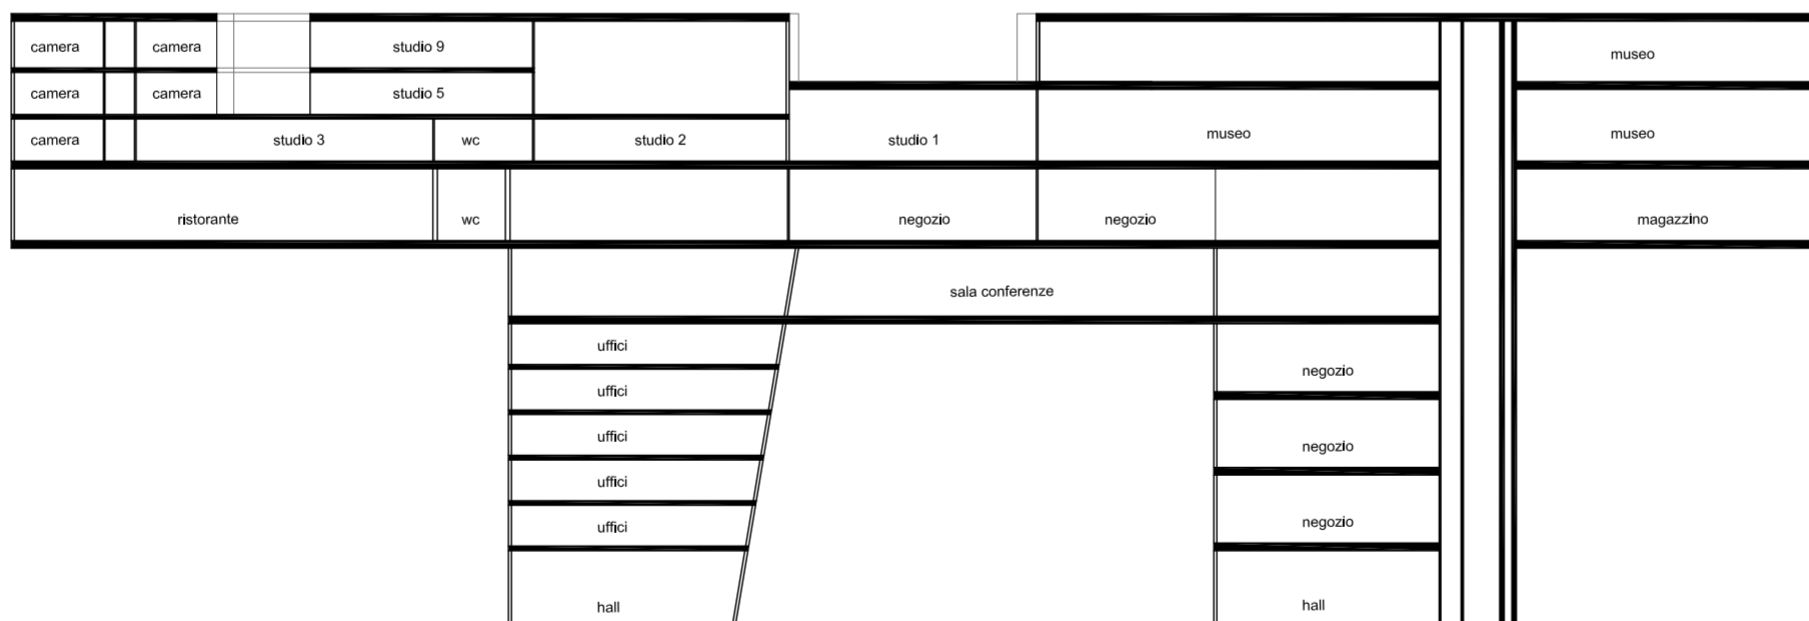 camera camera studio 9 museo
camera camera studio 5
camera studio 3 wc studio 2 studio 1 museo museo
ristorante wc negozio negozio magazzino
sala conferenze
uffici
negozio
uffici
uffici
negozio
uffici
uffici
negozio
hall hall